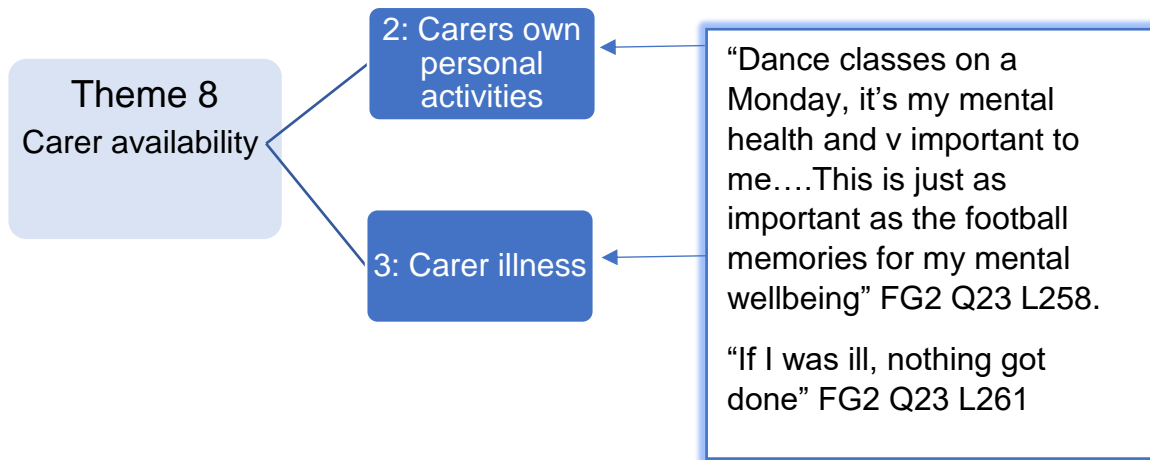 Theme 8
Carer availability
2: Carers own
personal
activities
3: Carer illness
“Dance classes on a
Monday, it’s my mental
health and v important to
me….This is just as
important as the football
memories for my mental
wellbeing” FG2 Q23 L258.
“If I was ill, nothing got
done” FG2 Q23 L261